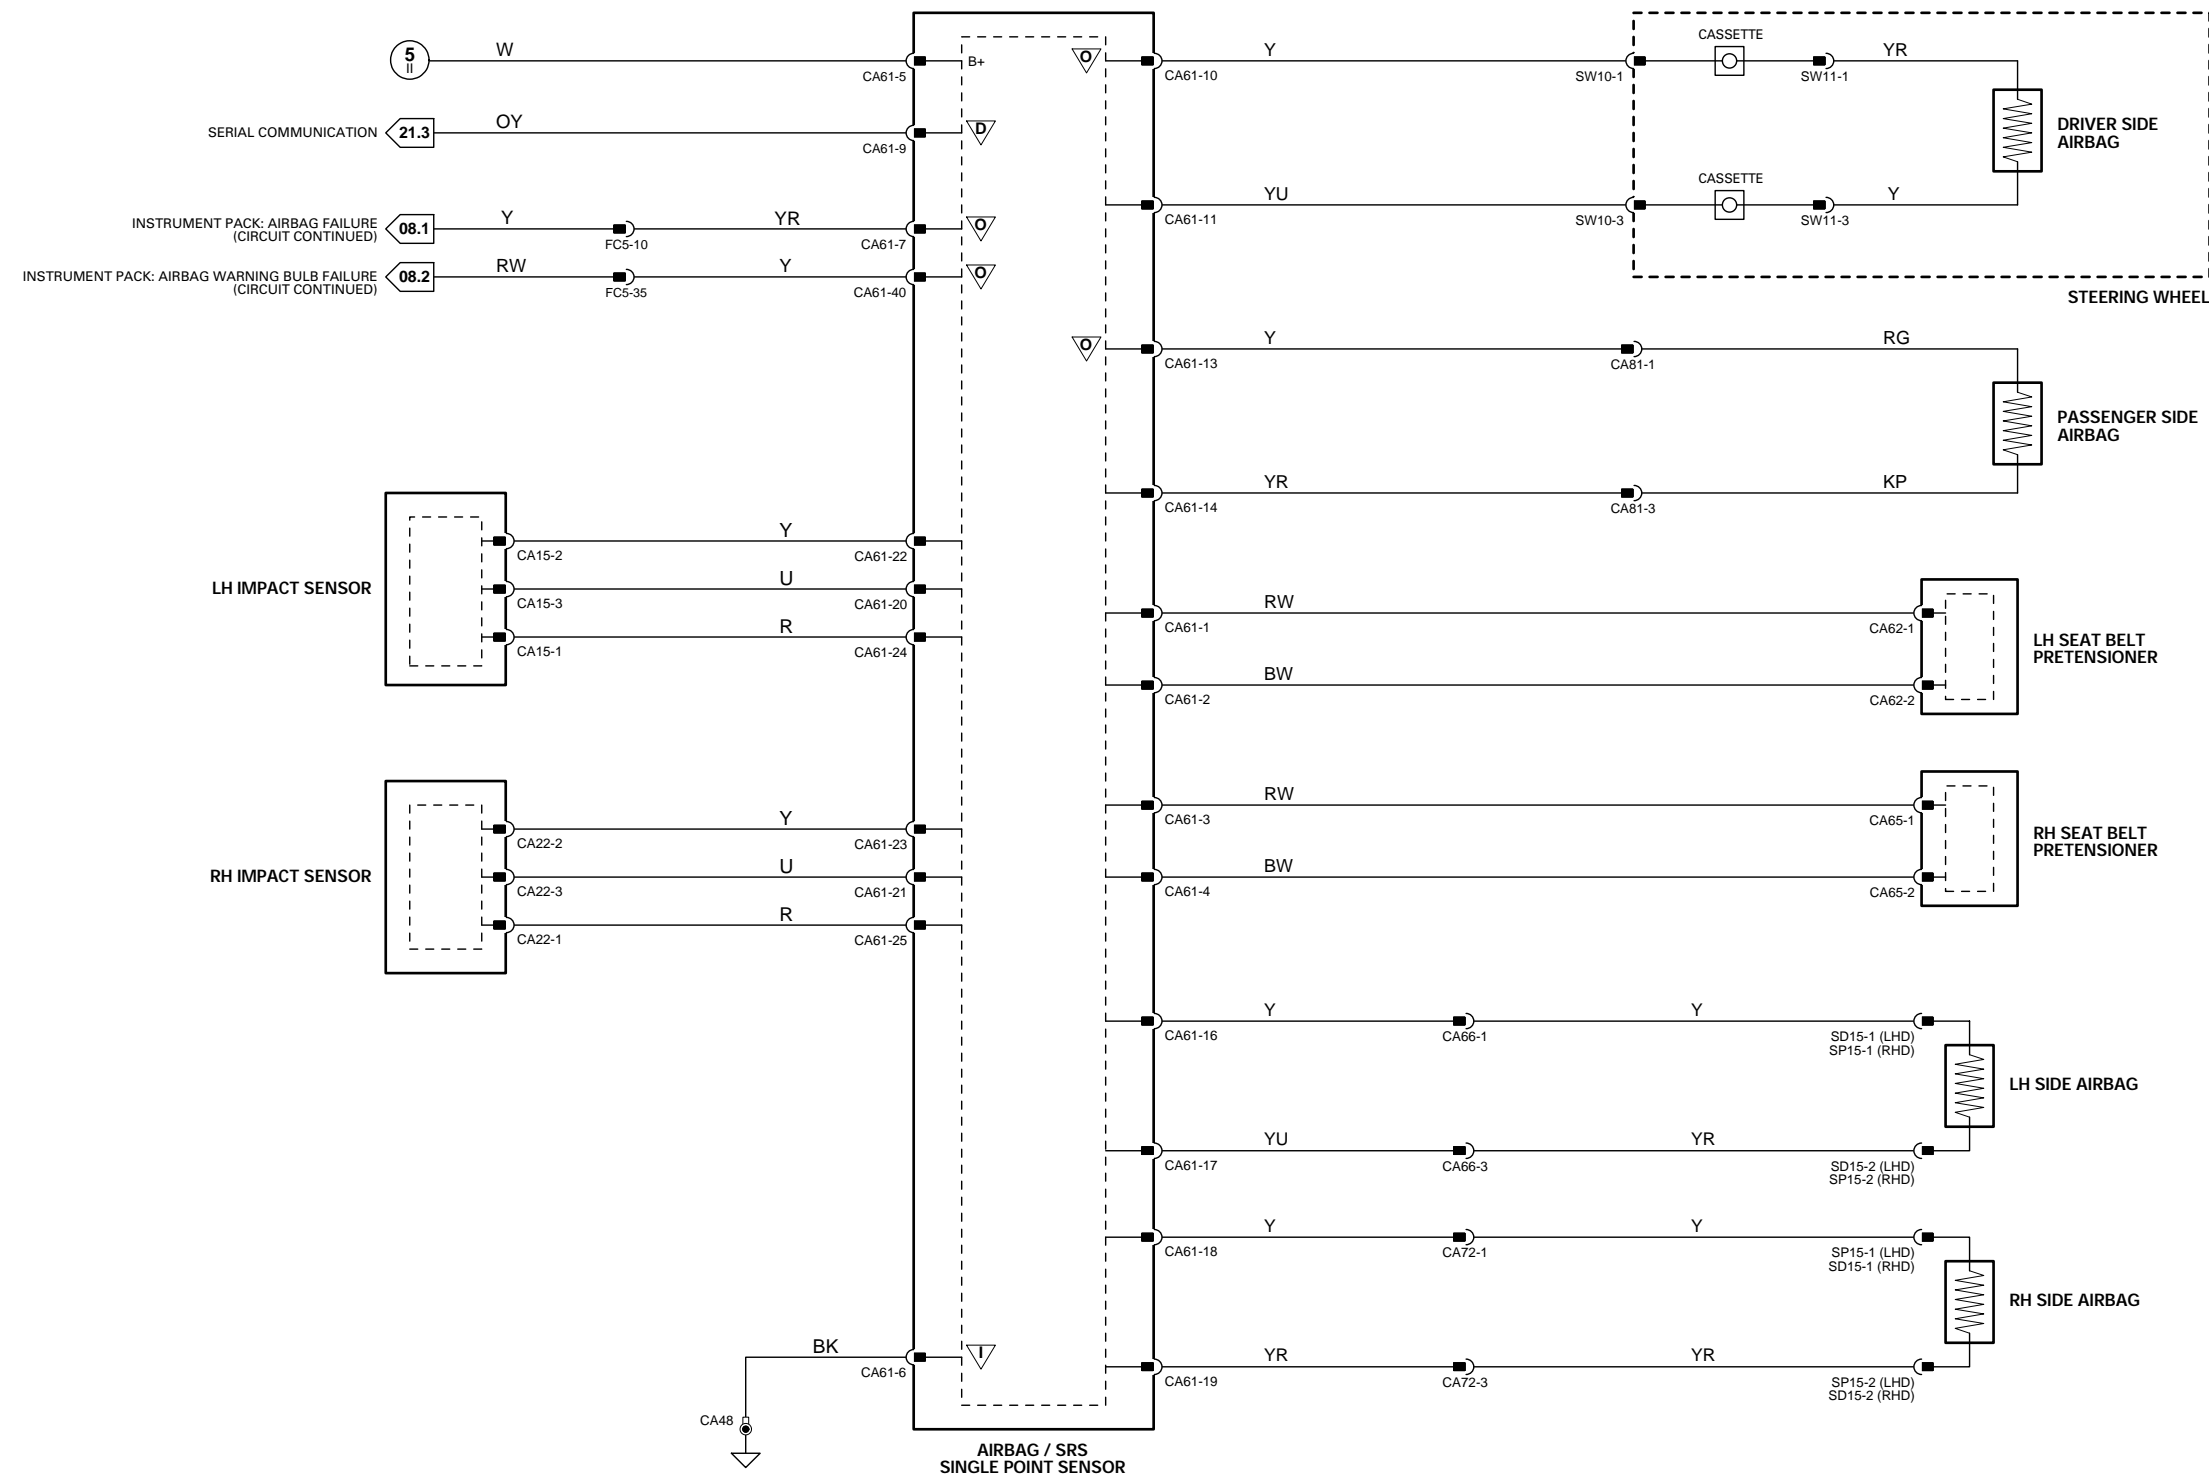 5
II
W
CA61-5
B+
O
CA61-10
Y
SW10-1
CASSETTE
SW11-1
YR
DRIVER SIDE
AIRBAG
SERIAL COMMUNICATION
21.3
OY
CA61-9
D
INSTRUMENT PACK: AIRBAG FAILURE
(CIRCUIT CONTINUED)
08.1
Y
FC5-10
YR
CA61-7
O
CA61-11
YU
SW10-3
CASSETTE
SW11-3
Y
INSTRUMENT PACK: AIRBAG WARNING BULB FAILURE
(CIRCUIT CONTINUED)
08.2
RW
FC5-35
Y
CA61-40
O
STEERING WHEEL
O
CA61-13
Y
CA81-1
RG
PASSENGER SIDE
AIRBAG
CA61-14
YR
CA81-3
KP
LH IMPACT SENSOR
CA15-2
Y
CA61-22
CA15-3
U
CA61-20
CA15-1
R
CA61-24
CA61-1
RW
CA62-1
LH SEAT BELT
PRETENSIONER
CA61-2
BW
CA62-2
RH IMPACT SENSOR
CA22-2
Y
CA61-23
CA22-3
U
CA61-21
CA22-1
R
CA61-25
CA61-3
RW
CA65-1
RH SEAT BELT
PRETENSIONER
CA61-4
BW
CA65-2
CA61-16
Y
CA66-1
Y
SD15-1 (LHD)
SP15-1 (RHD)
LH SIDE AIRBAG
CA61-17
YU
CA66-3
YR
SD15-2 (LHD)
SP15-2 (RHD)
CA61-18
Y
CA72-1
Y
SP15-1 (LHD)
SD15-1 (RHD)
RH SIDE AIRBAG
CA61-19
YR
CA72-3
YR
SP15-2 (LHD)
SD15-2 (RHD)
BK
CA61-6
I
CA48
AIRBAG / SRS
SINGLE POINT SENSOR